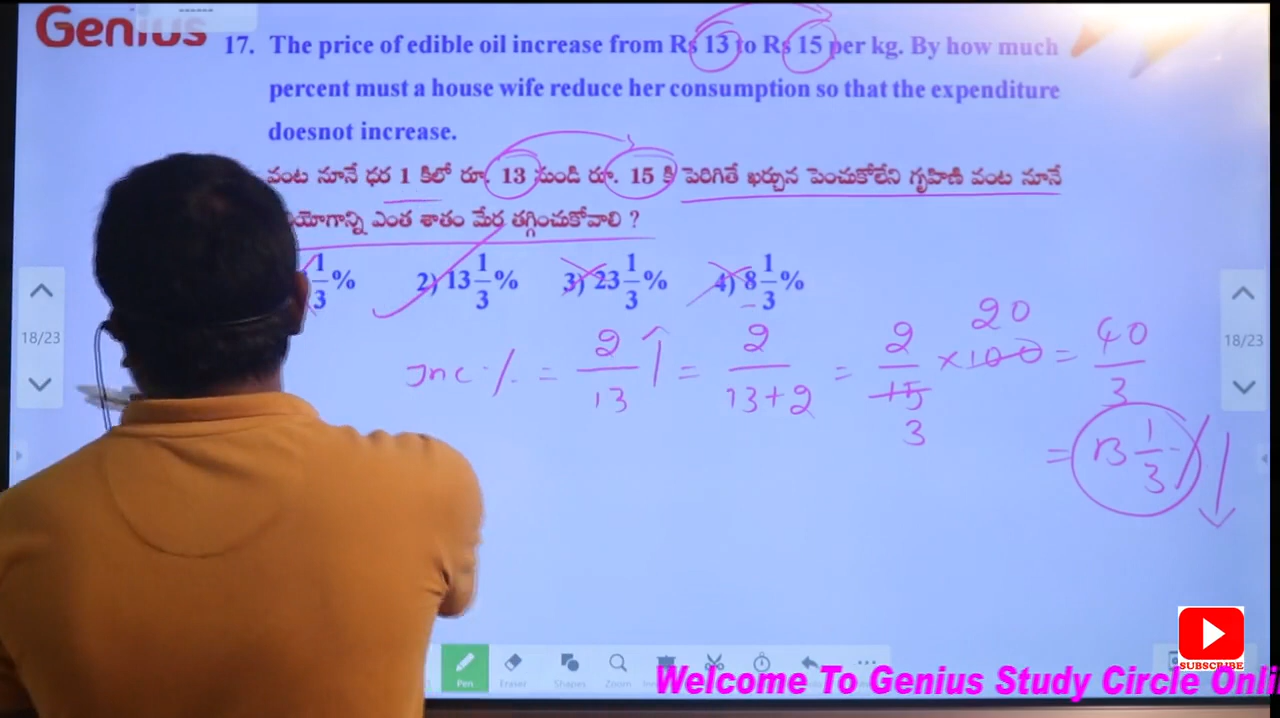 Genius
17. The price of edible oil increase from Rs 13 to Rs 15 per kg. By how much
percent must a house wife reduce her consumption so that the expenditure
doesnot increase.
వంట నూనే ధర 1 కిలో రూ. 13 నుండి రూ. 15 కి పెరిగితే ఖర్చున పెంచుకోలేని గృహిణి వంట నూనే
యోగాన్ని ఎంత శాతం మేర తగ్గించుకోవాలి ?
1/3% 2) 13 1/3% 3) 23 1/3% 4) 8 1/3%
Inc % = 2/13 ↑ = 2/13+2 = 2/15 3 × 100 20 = 40/3
= 13 1/3 % ↓
18/23
18/23
Pen Eraser Shapes Zoom
SUBSCRIBE
Welcome To Genius Study Circle Onli